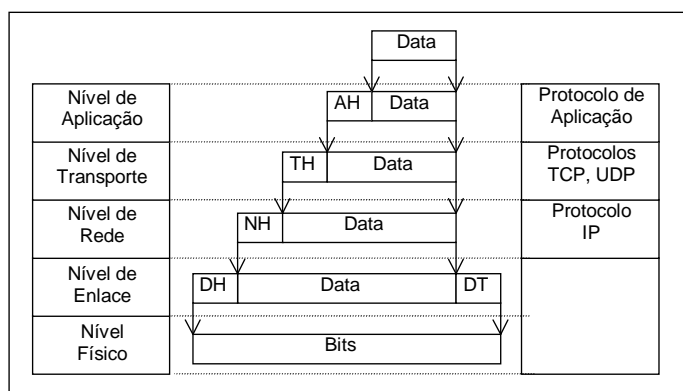 Data
Nível de
Aplicação
AH
Data
Protocolo de
Aplicação
Nível de
Transporte
TH
Data
Protocolos
TCP, UDP
Nível de
Rede
NH
Data
Protocolo
IP
Nível de
Enlace
DH
Data
DT
Nível
Físico
Bits